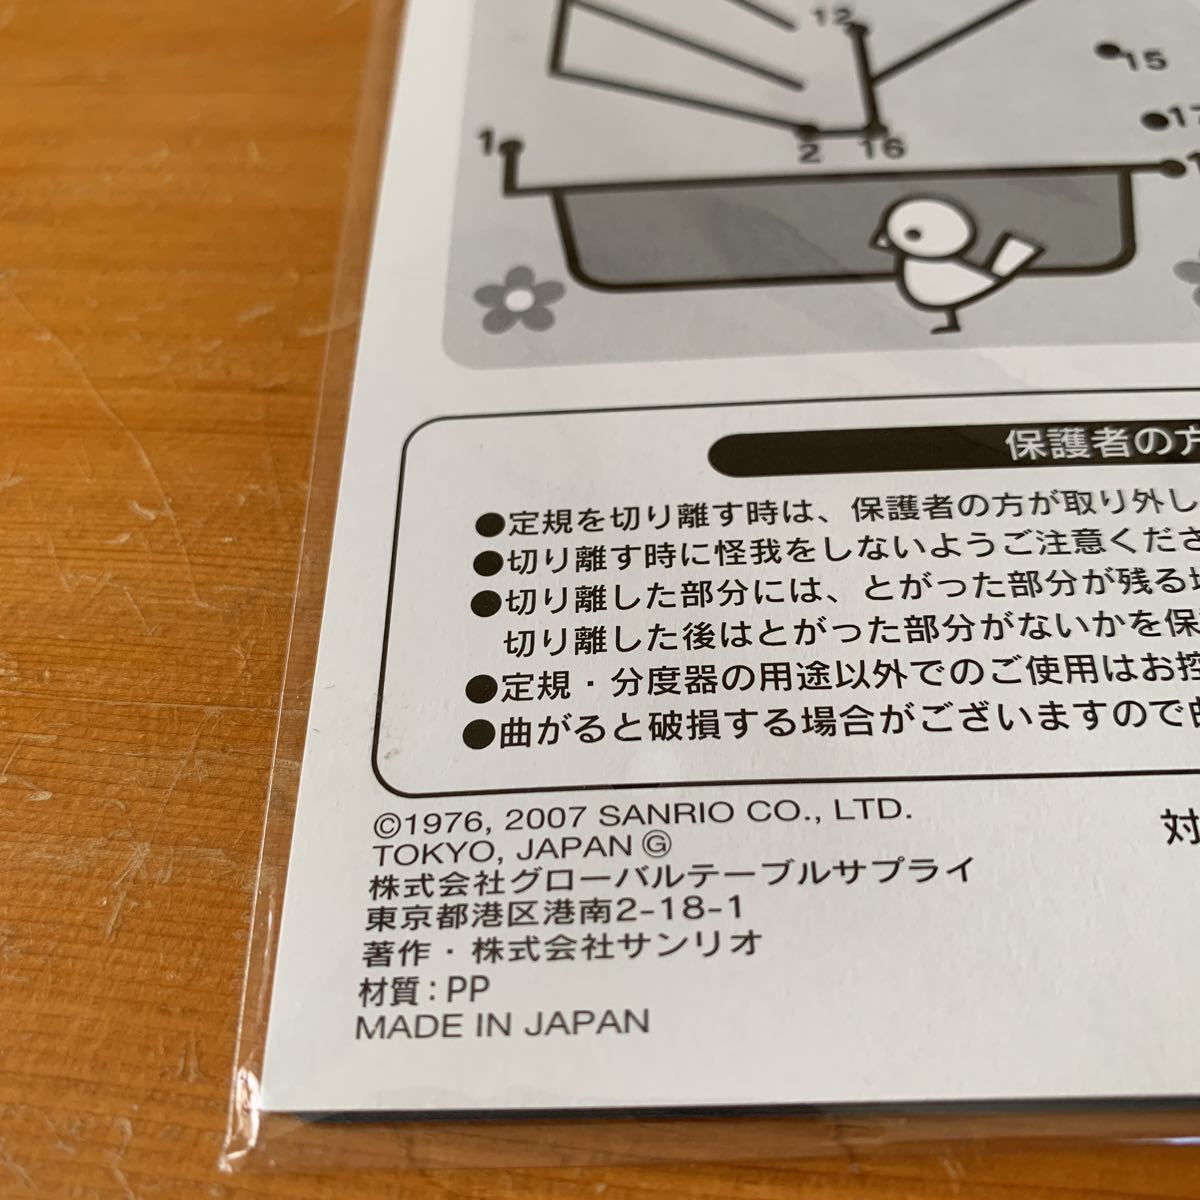 12
15
17
1
2
16
保護者の方
●定規を切り離す時は、保護者の方が取り外し
●切り離す時に怪我をしないようご注意くださ
●切り離した部分には、とがった部分が残る場
切り離した後はとがった部分がないかを保
●定規・分度器の用途以外でのご使用はお控
●曲がると破損する場合がございますので
©1976, 2007 SANRIO CO., LTD.
TOKYO, JAPAN Ⓖ
株式会社グローバルテーブルサプライ
東京都港区港南2-18-1
著作・株式会社サンリオ
材質：PP
MADE IN JAPAN
対